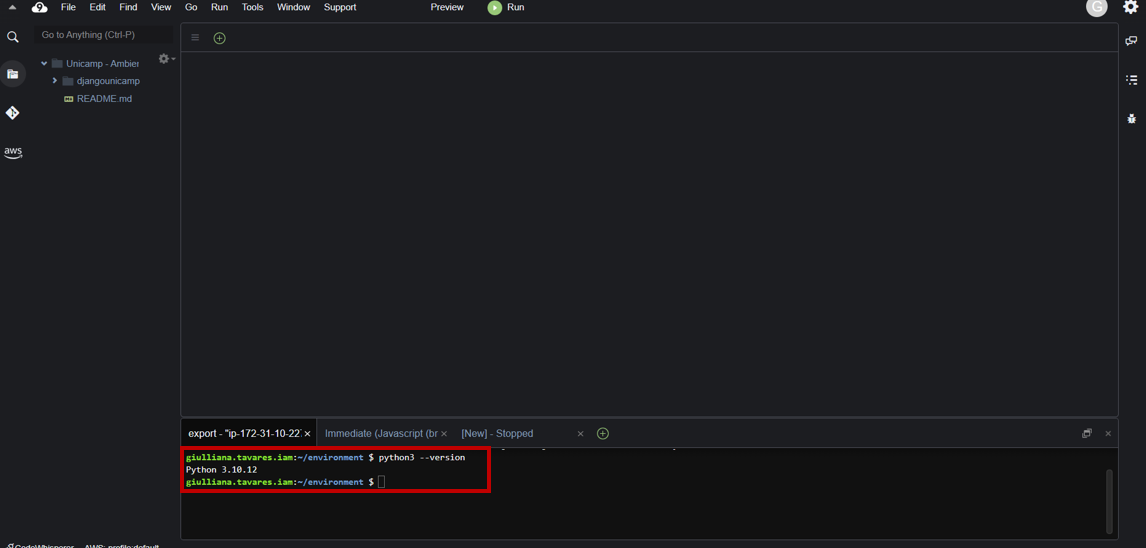 File Edit Find View Go Run Tools Window Support Preview Run G
Go to Anything (Ctrl-P)
Unicamp - Ambier
djangounicamp
README.md
aws
export - "ip-172-31-10-22 Immediate (Javascript (br [New] - Stopped
giulliana.tavares.iam:~/environment $ python3 --version
Python 3.10.12
giulliana.tavares.iam:~/environment $
CodeWhisperer AWS: profile:default